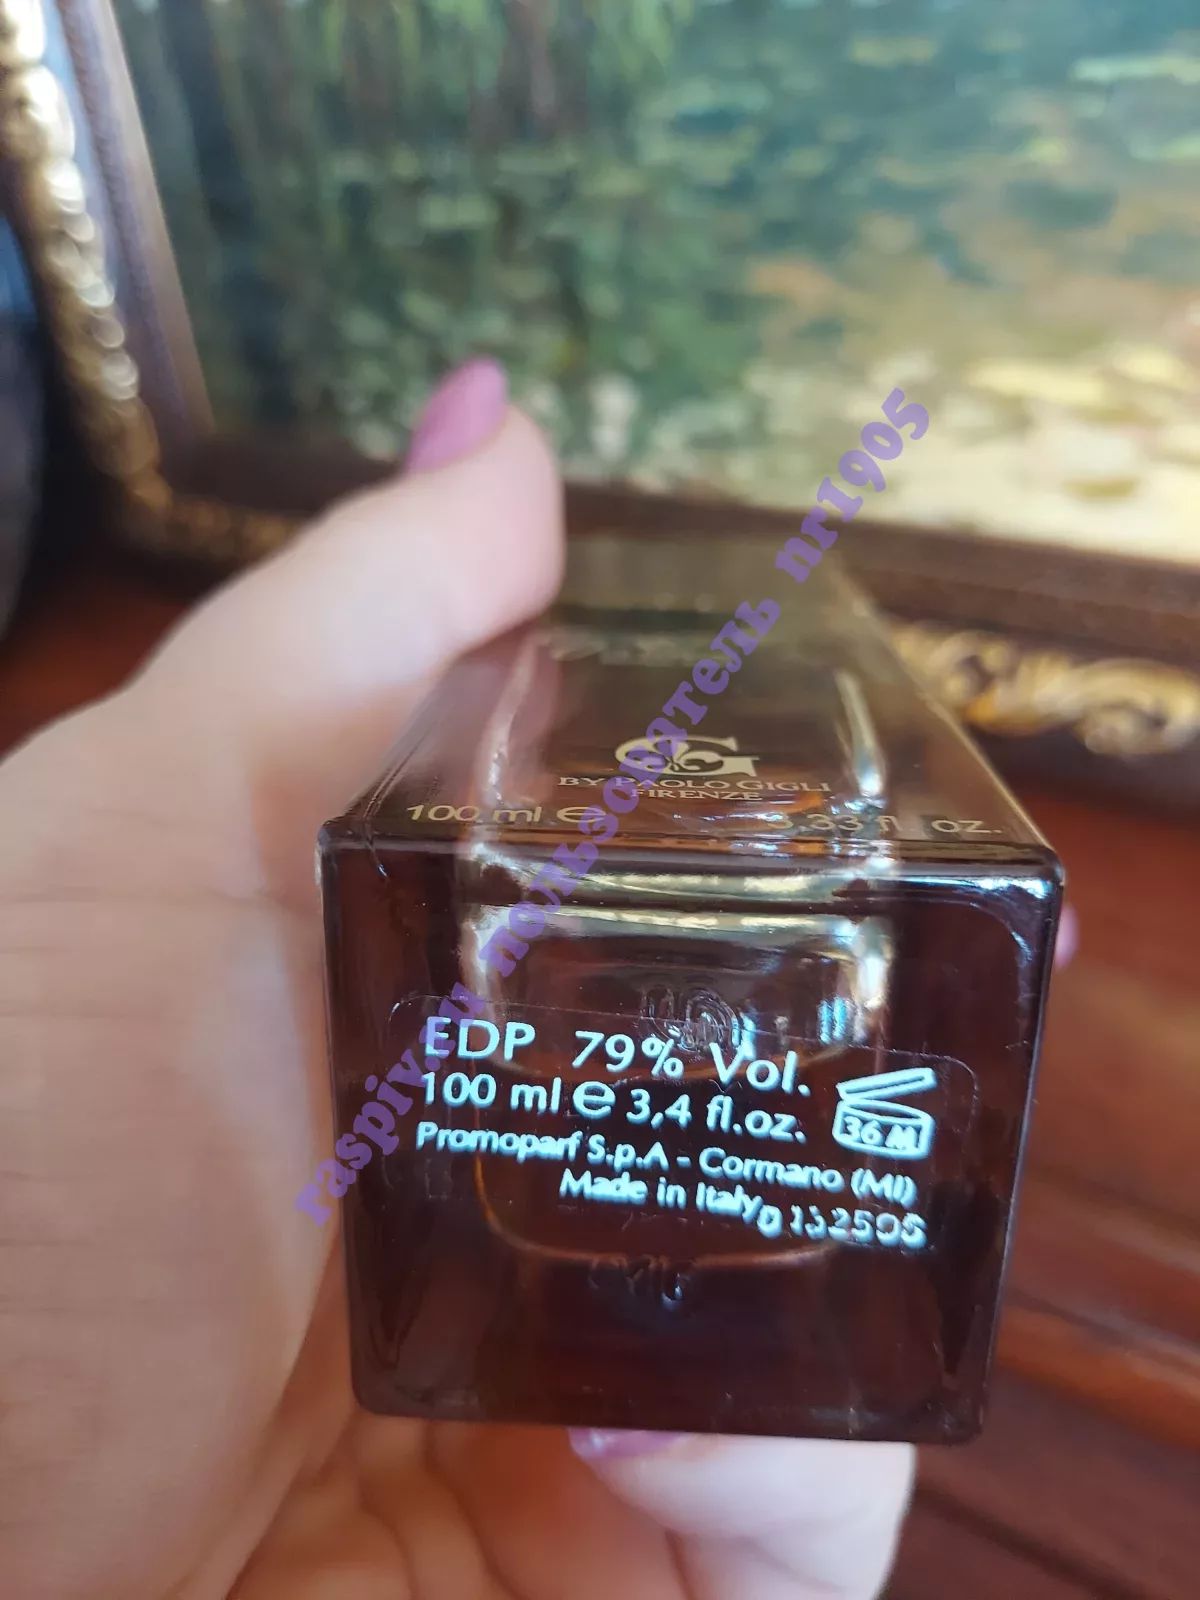 G
BY PAOLO GIGLI
FIRENZE
100 ml e 3.33 fl. oz.
EDP 79% Vol.
100 ml e 3,4 fl.oz.
36 M
Promoparf S.p.A - Cormano (MI)
Made in Italy
raspiv.ru пользователь nr1905